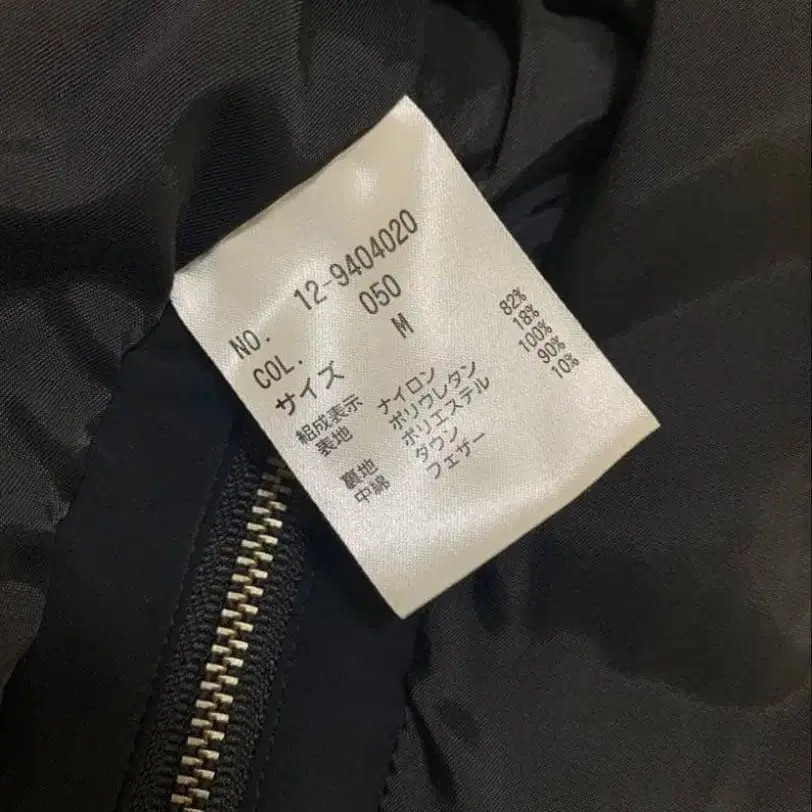 NO. 12-9404020
COL. 050
サイズ M
組成表示
表地 ナイロン 82%
ポリウレタン 18%
裏地 ポリエステル 100%
中綿 ダウン 90%
フェザー 10%